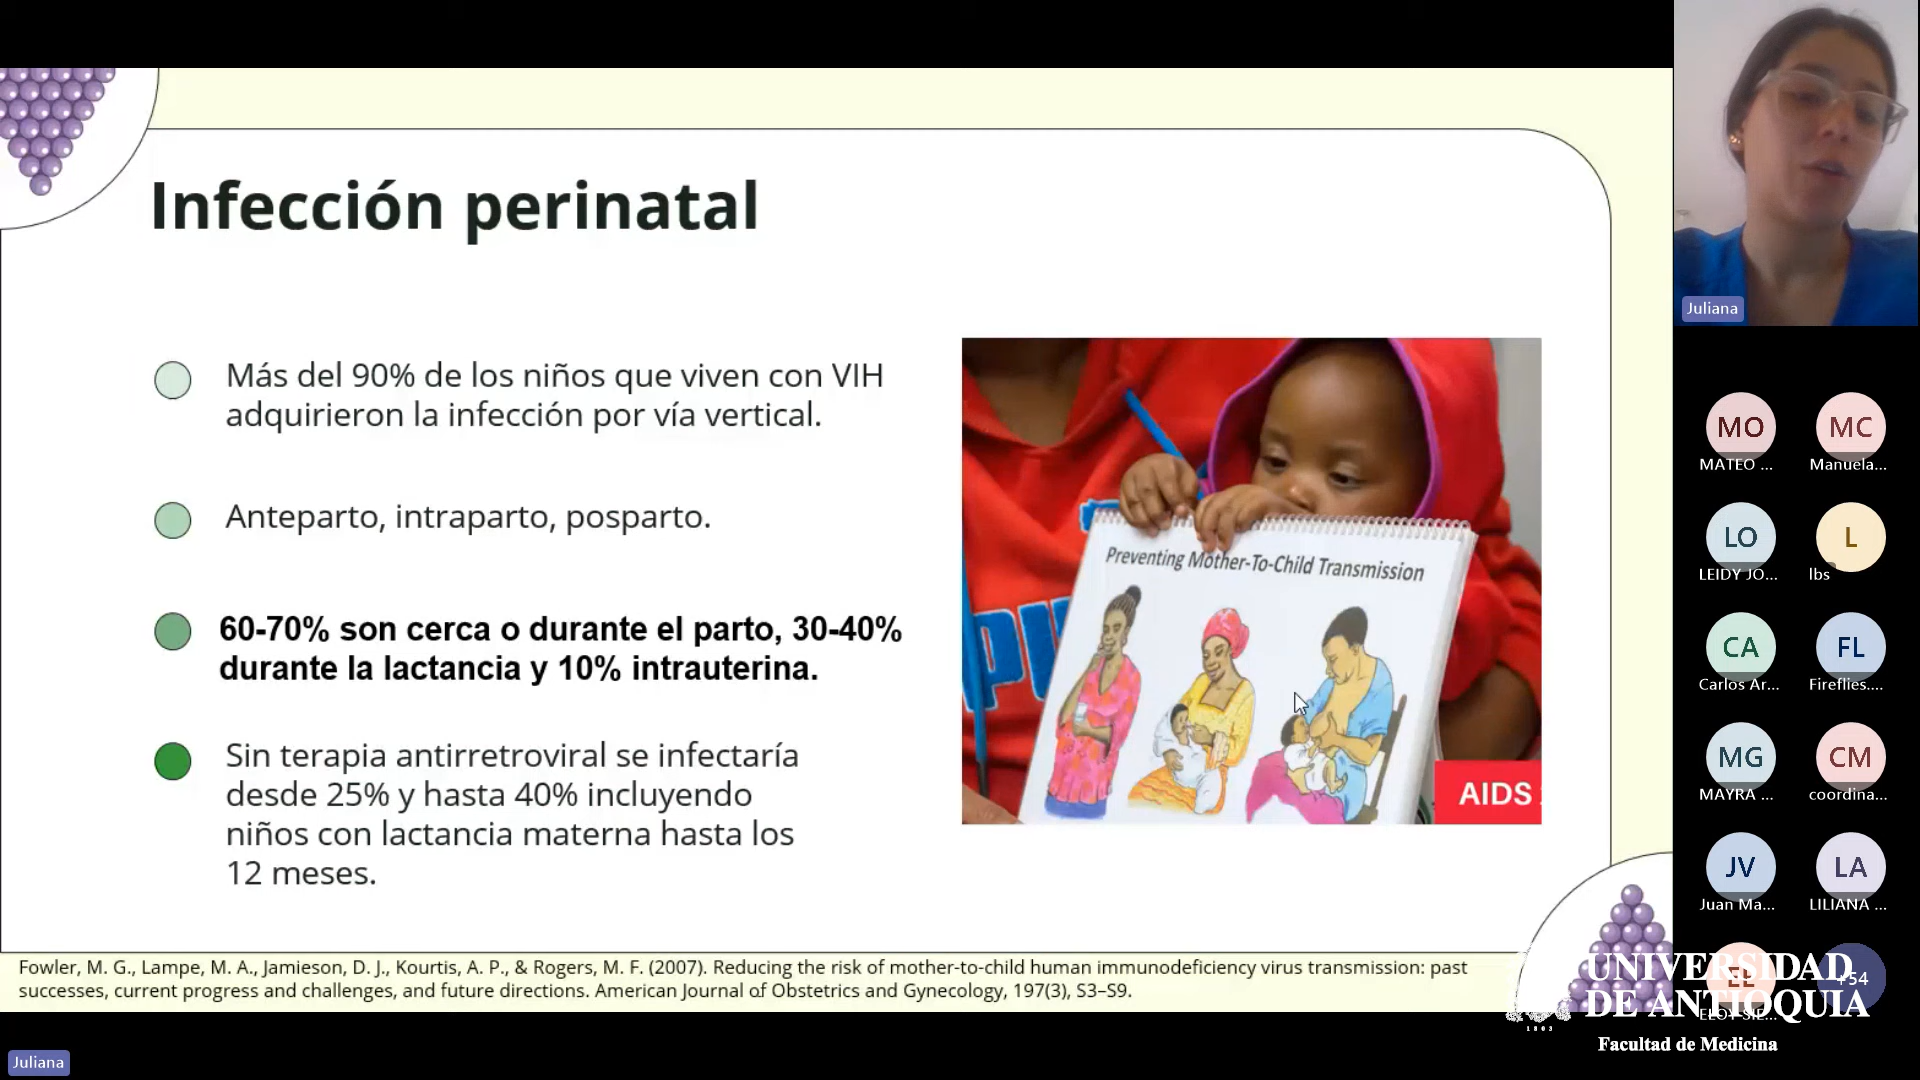 Infección perinatal
Más del 90% de los niños que viven con VIH
adquirieron la infección por vía vertical.
Anteparto, intraparto, posparto.
60-70% son cerca o durante el parto, 30-40%
durante la lactancia y 10% intrauterina.
Sin terapia antirretroviral se infectaría
desde 25% y hasta 40% incluyendo
niños con lactancia materna hasta los
12 meses.
Preventing Mother-To-Child Transmission
AIDS
Fowler, M. G., Lampe, M. A., Jamieson, D. J., Kourtis, A. P., & Rogers, M. F. (2007). Reducing the risk of mother-to-child human immunodeficiency virus transmission: past
successes, current progress and challenges, and future directions. American Journal of Obstetrics and Gynecology, 197(3), S3–S9.
Juliana
MO
MC
MATEO ...
Manuela...
LO
L
LEIDY JO...
lbs
CA
FL
Carlos Ar...
Fireflies....
MG
CM
MAYRA ...
coordina...
JV
LA
Juan Ma...
LILIANA ...
EL
+54
ELOY SIE...
UNIVERSIDAD
DE ANTIOQUIA
1803
Facultad de Medicina
Juliana